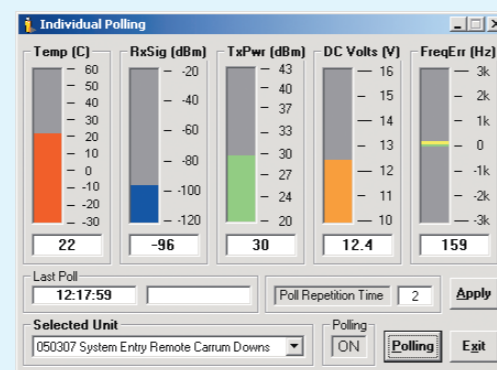 Individual Polling
Temp (C)
60
50
40
30
20
10
0
-10
-20
-30
22
RxSig (dBm)
-20
-40
-60
-80
-100
-120
-96
TxPwr (dBm)
43
40
37
33
30
27
24
20
30
DC Volts (V)
16
15
14
13
12
11
10
12.4
FreqErr (Hz)
3k
2k
1k
0
-1k
-2k
-3k
159
Last Poll
12:17:59
Poll Repetition Time 2
Apply
Selected Unit
050307 System Entry Remote Carrum Downs
Polling
ON
Polling
Exit